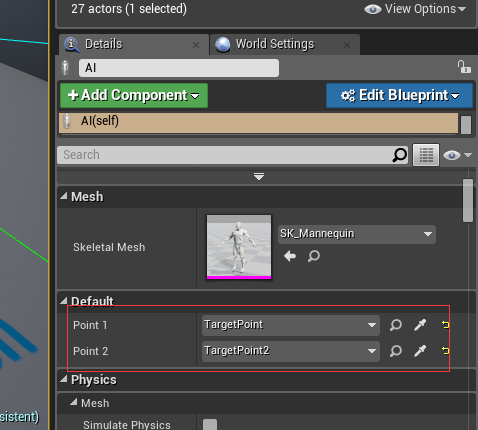 27 actors (1 selected)
View Options
Details
World Settings
AI
Add Component
Edit Blueprint
AI(self)
Search
Mesh
Skeletal Mesh
SK_Mannequin
Default
Point 1
TargetPoint
Point 2
TargetPoint2
Physics
Mesh
Simulate Physics
sistent)